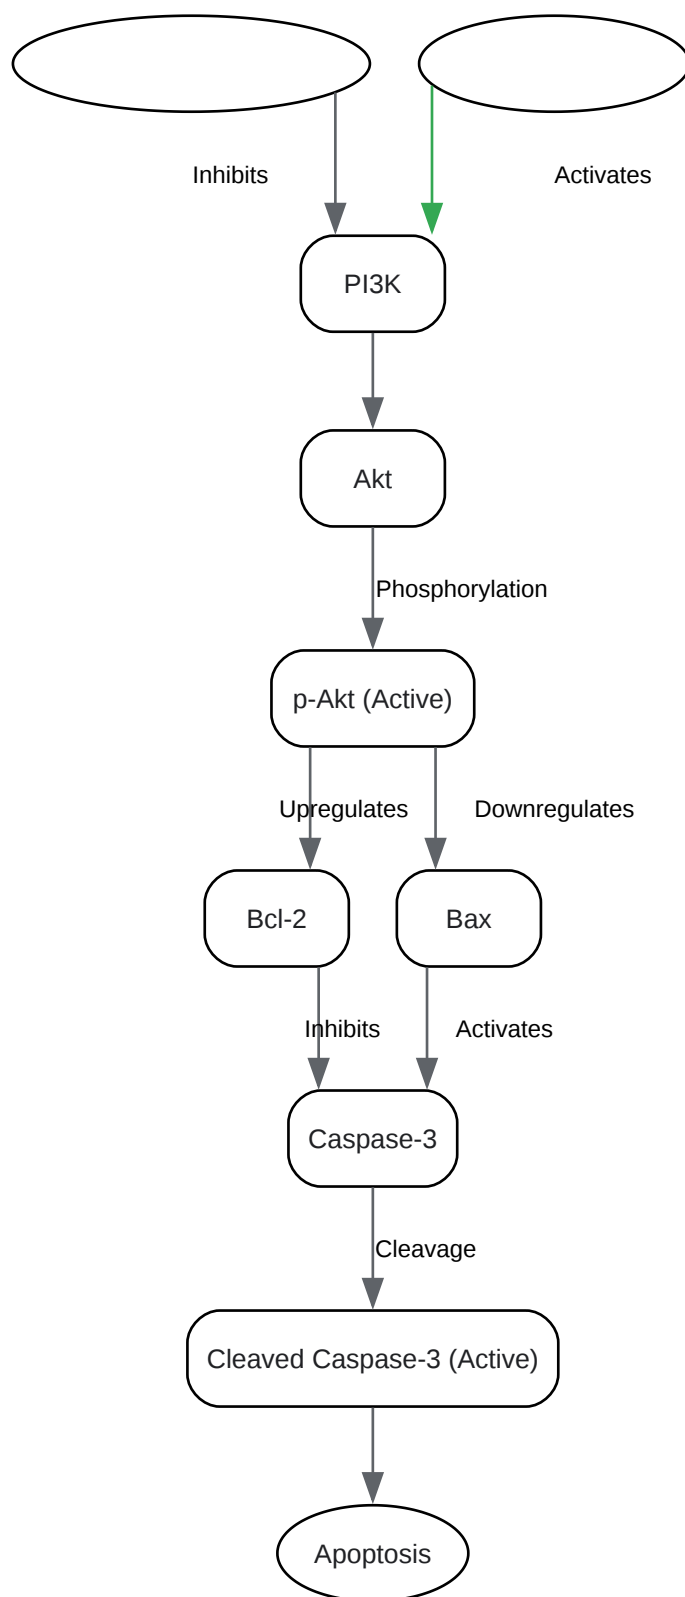 Inhibits
Activates
PI3K
Akt
Phosphorylation
p-Akt (Active)
Upregulates
Downregulates
Bcl-2
Bax
Inhibits
Activates
Caspase-3
Cleavage
Cleaved Caspase-3 (Active)
Apoptosis